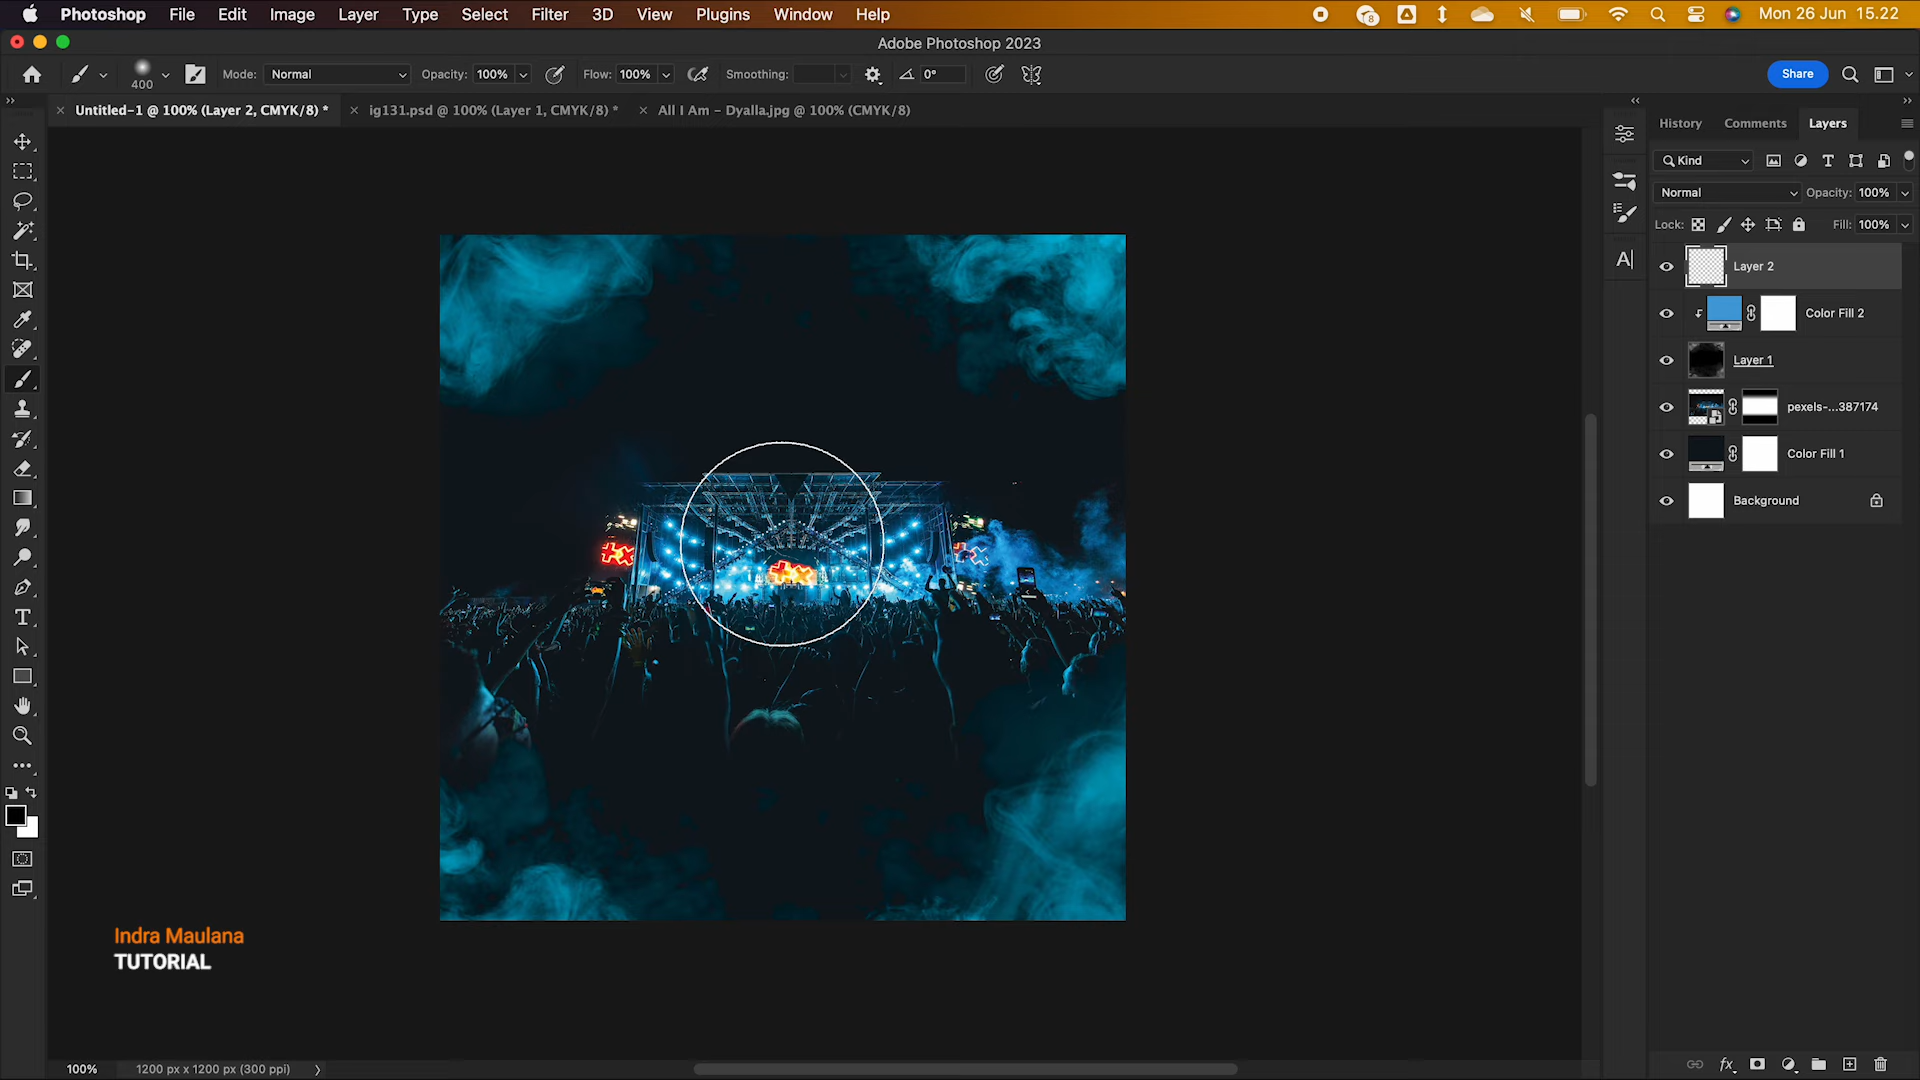 Photoshop File Edit Image Layer Type Select Filter 3D View Plugins Window Help
8
Mon 26 Jun 15.22
Adobe Photoshop 2023
400
Mode: Normal
Opacity: 100%
Flow: 100%
Smoothing:
0°
Share
Untitled-1 @ 100% (Layer 2, CMYK/8) *
ig131.psd @ 100% (Layer 1, CMYK/8) *
All I Am - Dyalla.jpg @ 100% (CMYK/8)
History Comments Layers
Kind
Normal
Opacity: 100%
Lock:
Fill: 100%
Layer 2
Color Fill 2
Layer 1
pexels-...387174
Color Fill 1
Background
Indra Maulana
TUTORIAL
100%
1200 px x 1200 px (300 ppi)
fx